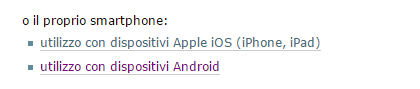 o il proprio smartphone:
utilizzo con dispositivi Apple iOS (iPhone, iPad)
utilizzo con dispositivi Android